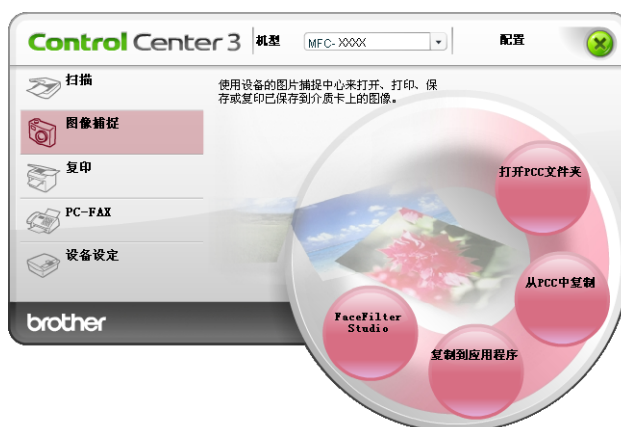 Control Center 3
机型
MFC- XXXX
配置
扫描
图像捕捉
复印
PC-FAX
设备设定
使用设备的图片捕捉中心来打开、打印、保
存或复印已保存到介质卡上的图像。
打开PCC文件夹
从PCC中复制
复制到应用程序
FaceFilter
Studio
brother